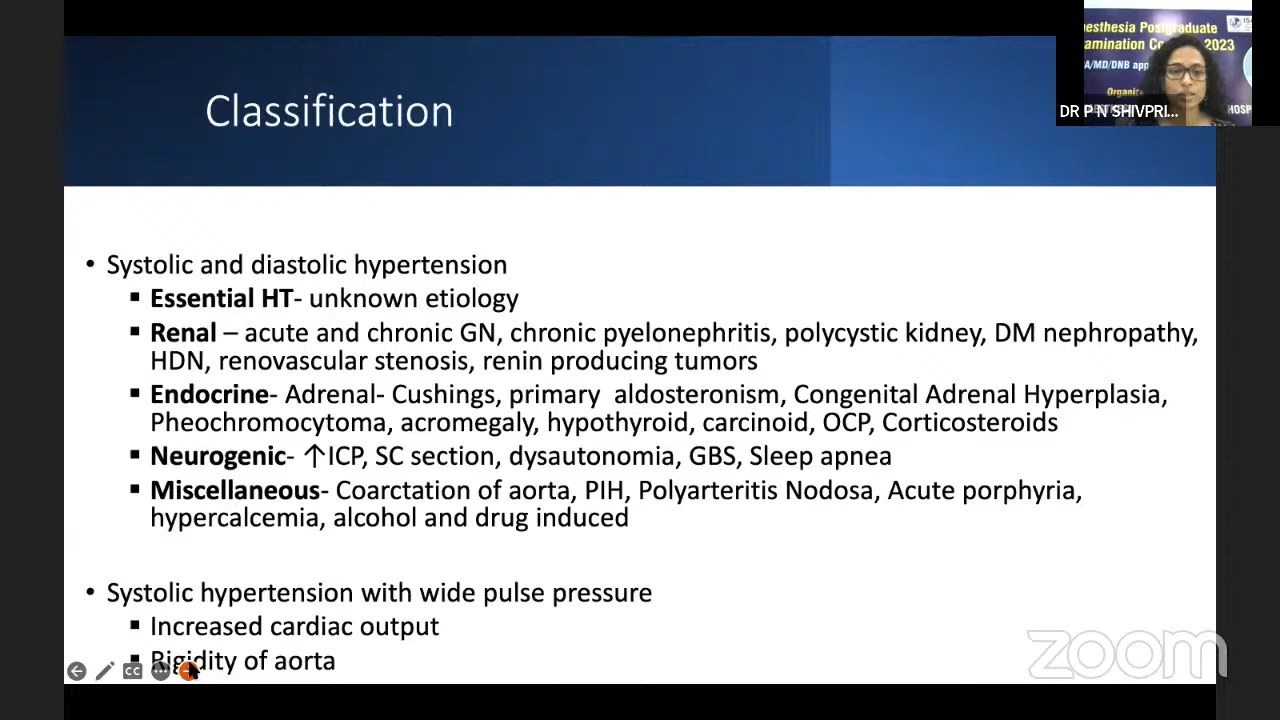 Classification
esthesia Postgraduate
amination Co 2023
A/MD/DNB app
Organiz
HOSP
DR P N SHIVPRI...
• Systolic and diastolic hypertension
▪ Essential HT- unknown etiology
▪ Renal – acute and chronic GN, chronic pyelonephritis, polycystic kidney, DM nephropathy,
HDN, renovascular stenosis, renin producing tumors
▪ Endocrine- Adrenal- Cushings, primary aldosteronism, Congenital Adrenal Hyperplasia,
Pheochromocytoma, acromegaly, hypothyroid, carcinoid, OCP, Corticosteroids
▪ Neurogenic- ↑ICP, SC section, dysautonomia, GBS, Sleep apnea
▪ Miscellaneous- Coarctation of aorta, PIH, Polyarteritis Nodosa, Acute porphyria,
hypercalcemia, alcohol and drug induced
• Systolic hypertension with wide pulse pressure
▪ Increased cardiac output
▪ Rigidity of aorta
CC
zoom